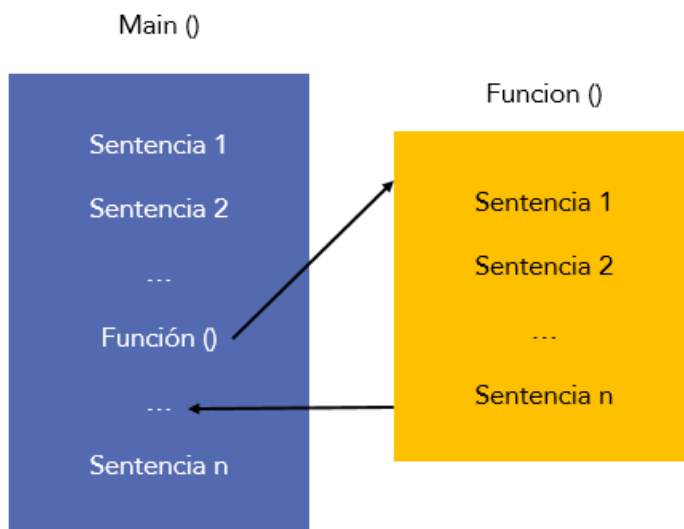 Main ()
Sentencia 1
Sentencia 2
...
Función ()
...
Sentencia n
Funcion ()
Sentencia 1
Sentencia 2
...
Sentencia n